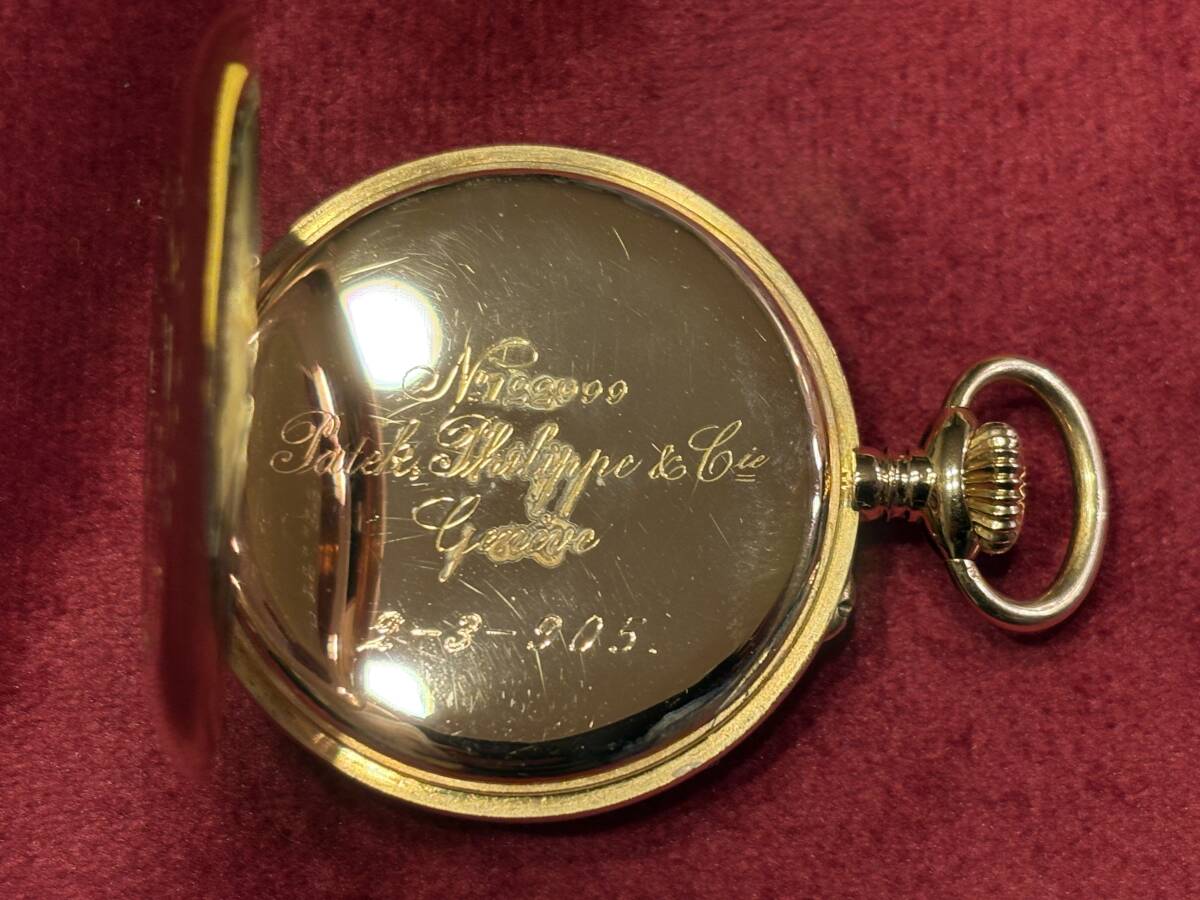 Patek, Philippe & Cie
Genève
2-3-905.